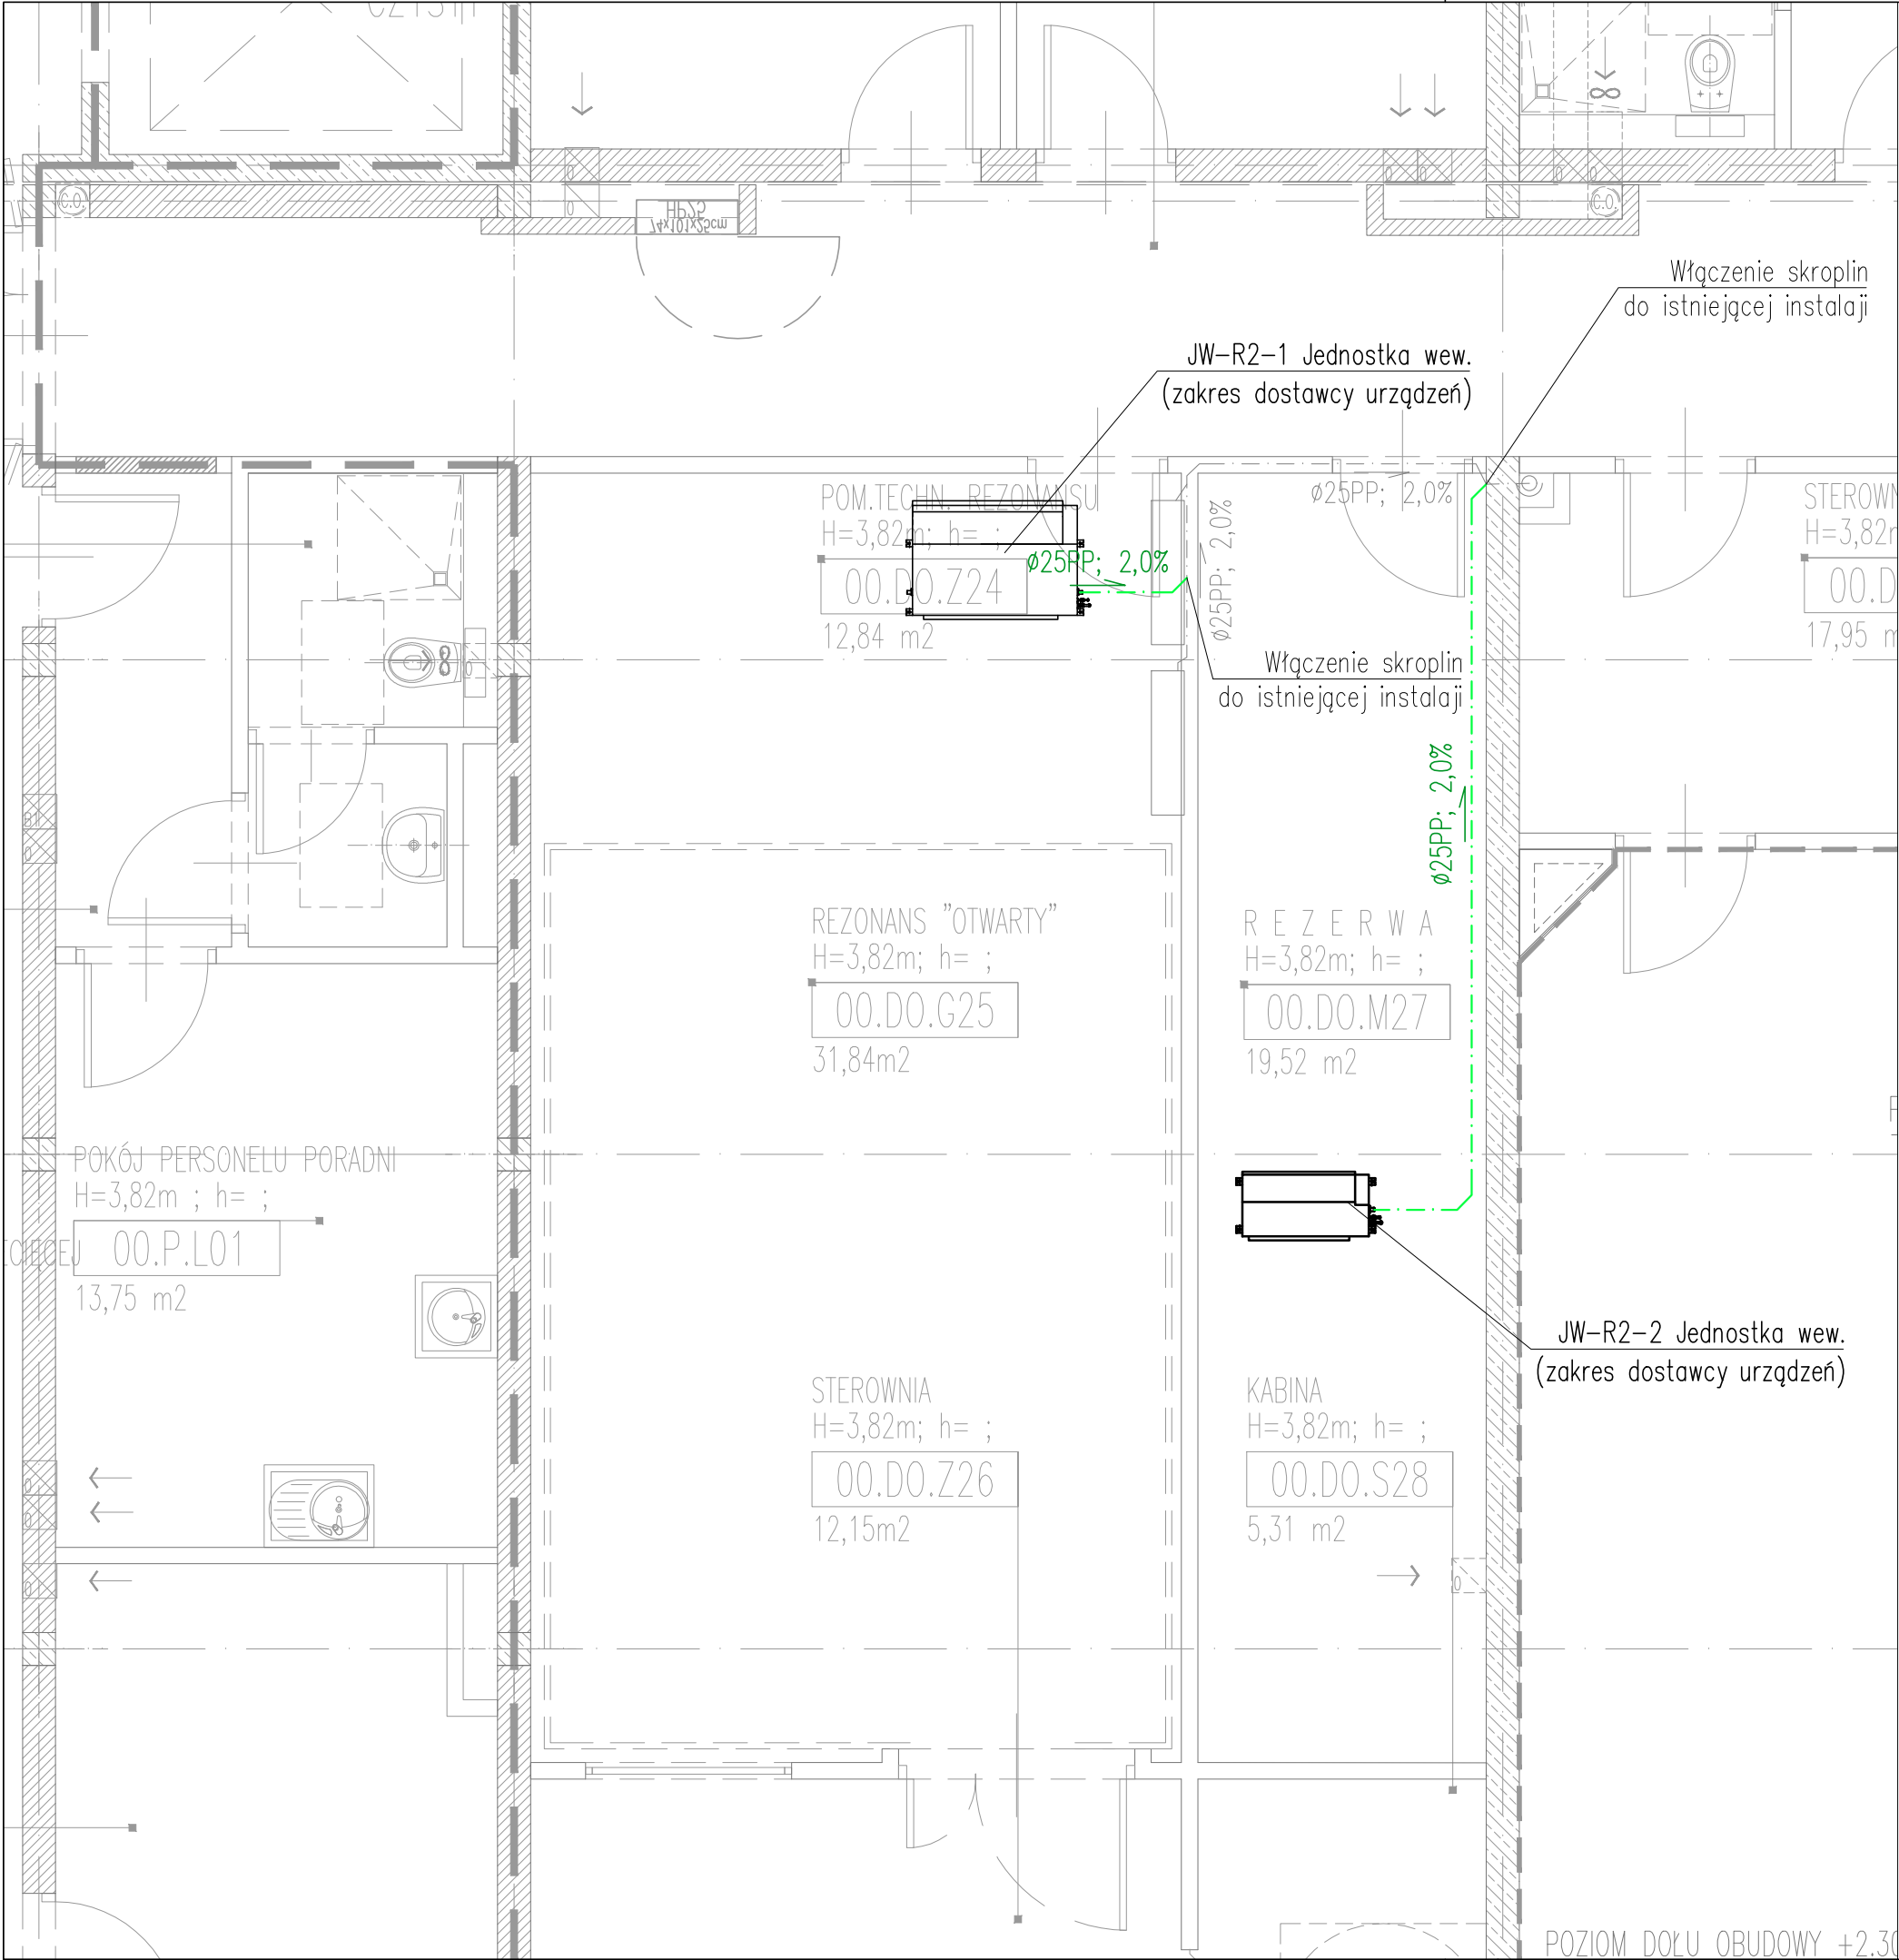 C.O.
HP25
74x101x25cm
C.O.
Włączenie skroplin
do istniejącej instalaji
JW-R2-1 Jednostka wew.
(zakres dostawcy urządzeń)
POM.TECHN. REZONANSU
H=3,82m; h= ;
00.DO.Z24
12,84 m2
ø25PP; 2,0%
ø25PP; 2,0%
ø25PP; 2,0%
Włączenie skroplin
do istniejącej instalaji
ø25PP; 2,0%
17,95
REZONANS "OTWARTY"
H=3,82m; h= ;
00.DO.G25
31,84m2
R E Z E R W A
H=3,82m; h= ;
00.DO.M27
19,52 m2
POKÓJ PERSONELU PORADNI
H=3,82m ; h= ;
00.P.L01
13,75 m2
JW-R2-2 Jednostka wew.
(zakres dostawcy urządzeń)
STEROWNIA
H=3,82m; h= ;
00.DO.Z26
12,15m2
KABINA
H=3,82m; h= ;
00.DO.S28
5,31 m2
POZIOM DOŁU OBUDOWY